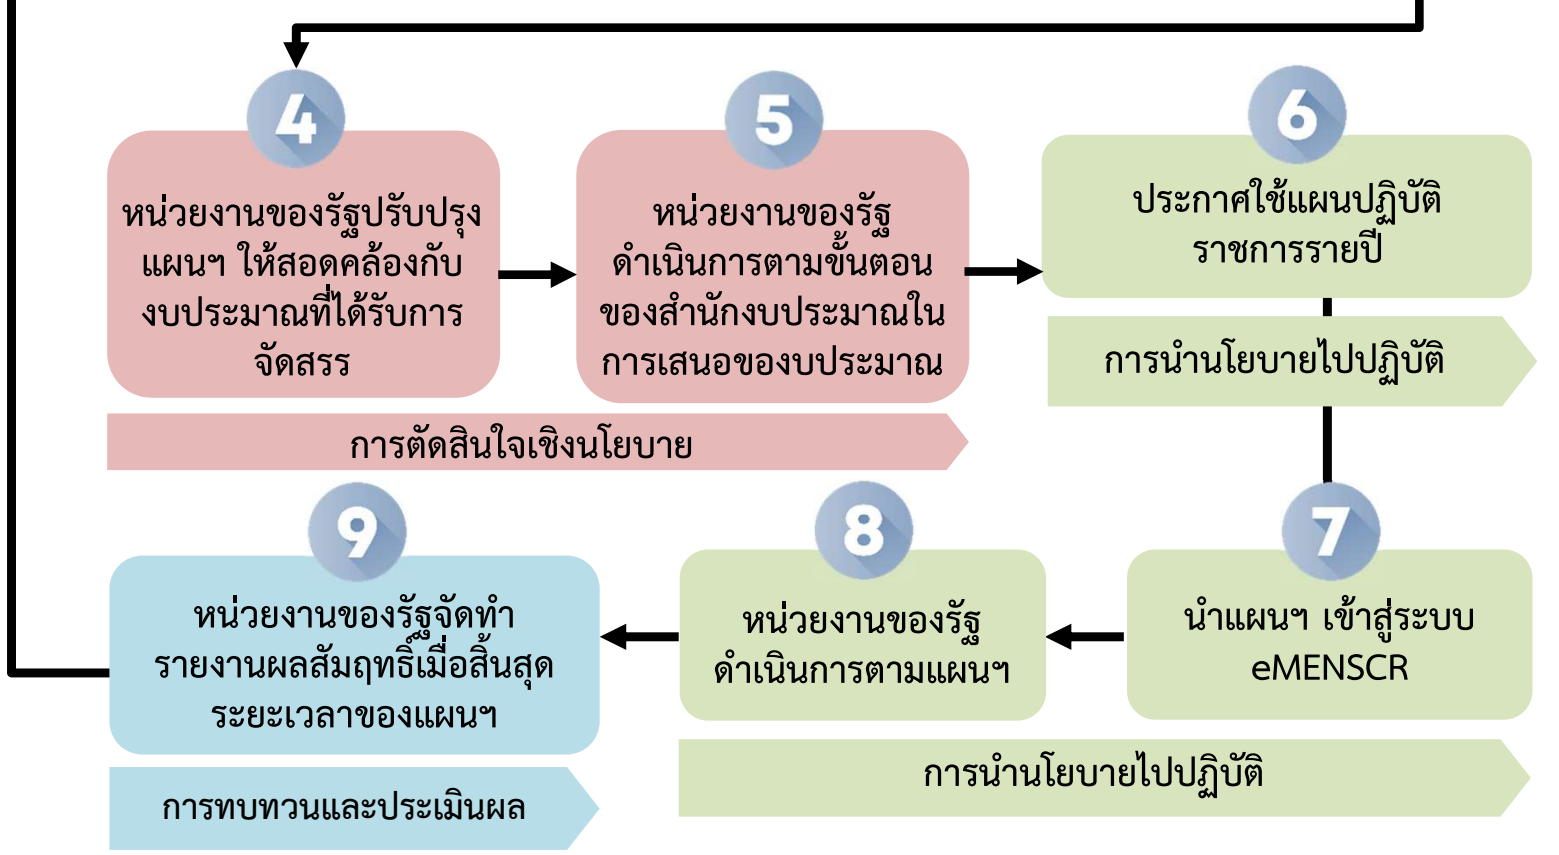 4
หน่วยงานของรัฐปรับปรุง
แผนฯ ให้สอดคล้องกับ
งบประมาณที่ได้รับการ
จัดสรร
5
หน่วยงานของรัฐ
ดำเนินการตามขั้นตอน
ของสำนักงบประมาณใน
การเสนอของบประมาณ
6
ประกาศใช้แผนปฏิบัติ
ราชการรายปี
การนำนโยบายไปปฏิบัติ
การตัดสินใจเชิงนโยบาย
7
นำแผนฯ เข้าสู่ระบบ
eMENSCR
8
หน่วยงานของรัฐ
ดำเนินการตามแผนฯ
การนำนโยบายไปปฏิบัติ
9
หน่วยงานของรัฐจัดทำ
รายงานผลสัมฤทธิ์เมื่อสิ้นสุด
ระยะเวลาของแผนฯ
การทบทวนและประเมินผล